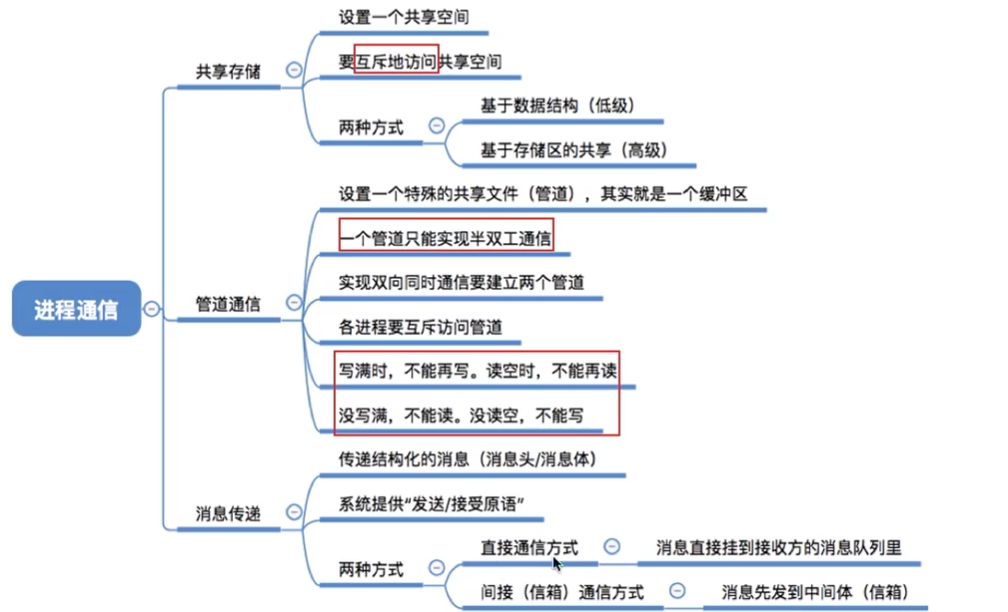 设置一个共享空间
要互斥地访问共享空间
共享存储
两种方式
基于数据结构（低级）
基于存储区的共享（高级）
设置一个特殊的共享文件（管道），其实就是一个缓冲区
一个管道只能实现半双工通信
实现双向同时通信要建立两个管道
进程通信
管道通信
各进程要互斥访问管道
写满时，不能再写。读空时，不能再读
没写满，不能读。没读空，不能写
传递结构化的消息（消息头/消息体）
系统提供“发送/接受原语”
消息传递
两种方式
直接通信方式
消息直接挂到接收方的消息队列里
间接（信箱）通信方式
消息先发到中间体（信箱）